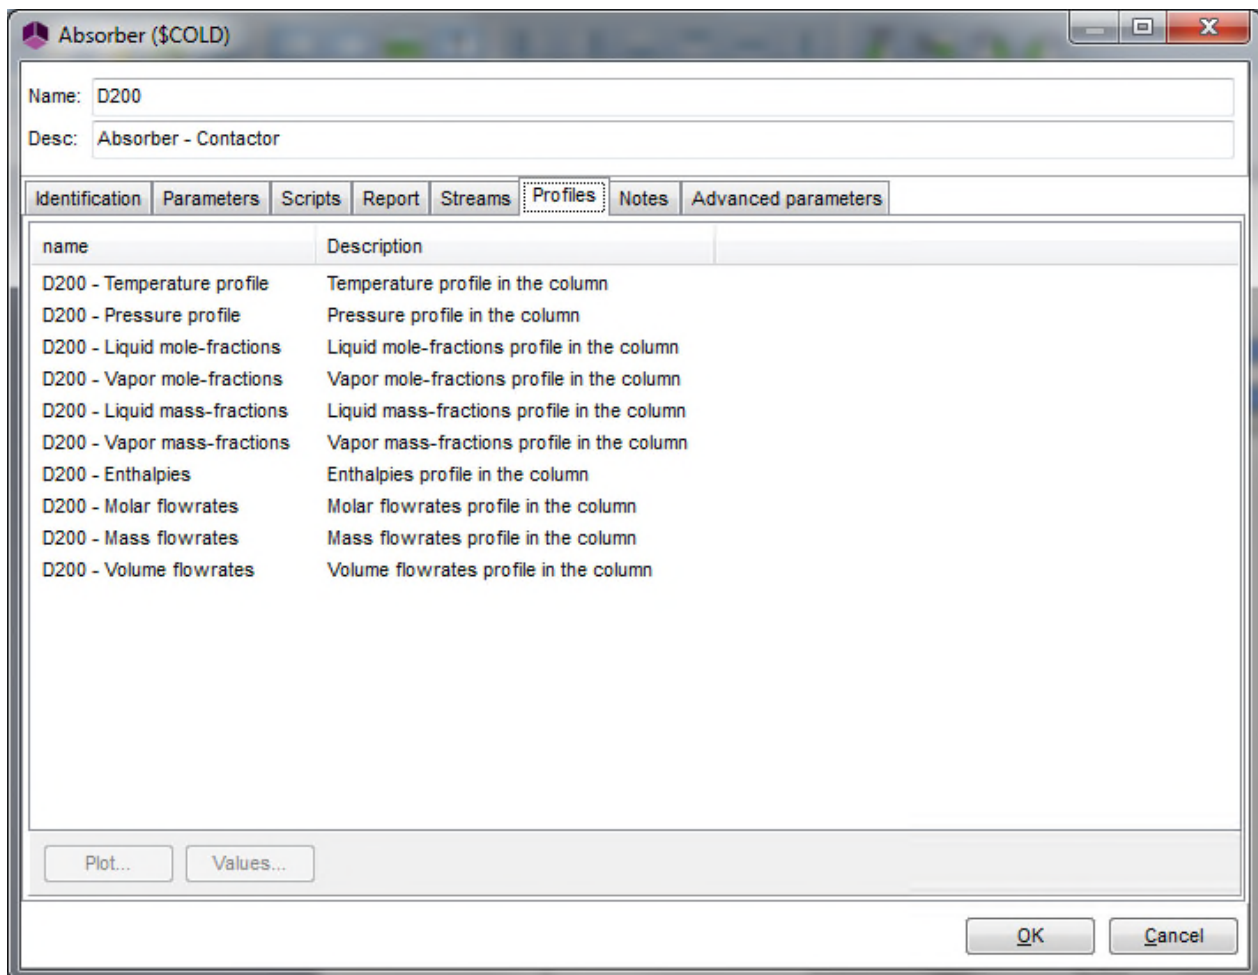 Absorber ($COLD)
Name: D200
Desc: Absorber - Contactor
Identification Parameters Scripts Report Streams Profiles Notes Advanced parameters
name Description
D200 - Temperature profile Temperature profile in the column
D200 - Pressure profile Pressure profile in the column
D200 - Liquid mole-fractions Liquid mole-fractions profile in the column
D200 - Vapor mole-fractions Vapor mole-fractions profile in the column
D200 - Liquid mass-fractions Liquid mass-fractions profile in the column
D200 - Vapor mass-fractions Vapor mass-fractions profile in the column
D200 - Enthalpies Enthalpies profile in the column
D200 - Molar flowrates Molar flowrates profile in the column
D200 - Mass flowrates Mass flowrates profile in the column
D200 - Volume flowrates Volume flowrates profile in the column
Plot... Values...
OK Cancel